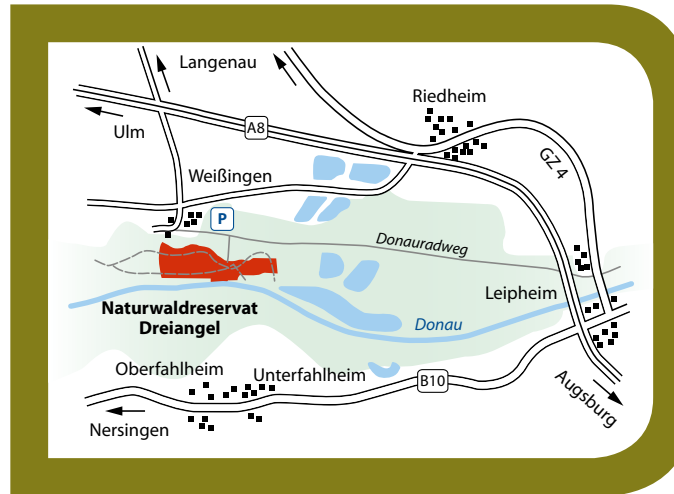 Langenau
Riedheim
Ulm
A8
GZ 4
Weißingen
P
Donauradweg
Leipheim
Naturwaldreservat
Dreiangel
Donau
Oberfahlheim
Unterfahlheim
B10
Augsburg
Nersingen